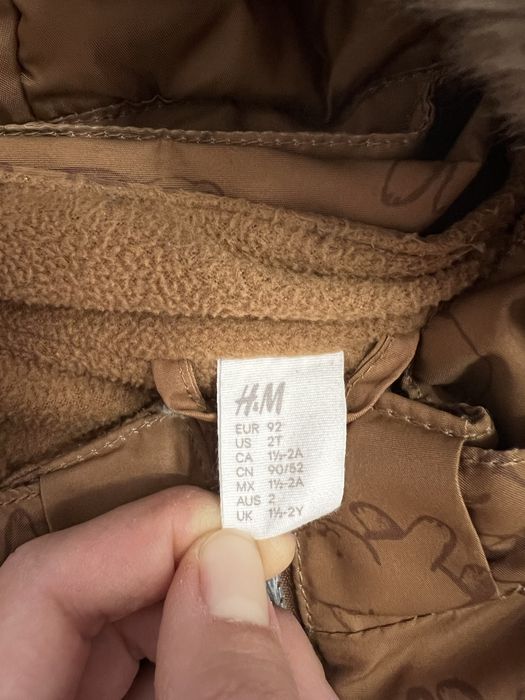 H&M
EUR 92
US 2T
CA 1½-2A
CN 90/52
MX 1½-2A
AUS 2
UK 1½-2Y